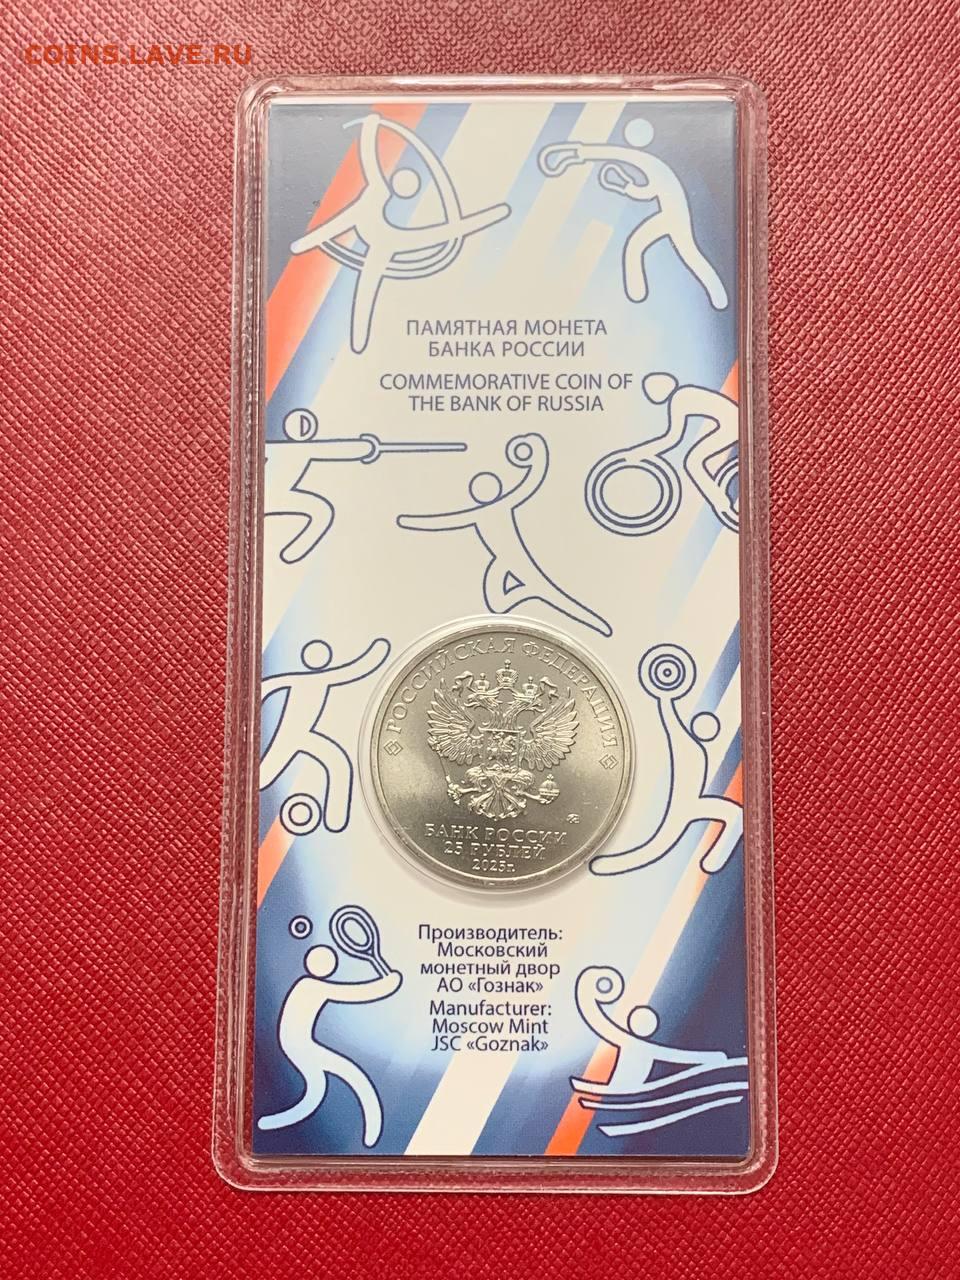 COINS.LAVE.RU
ПАМЯТНАЯ МОНЕТА
БАНКА РОССИИ
COMMEMORATIVE COIN OF
THE BANK OF RUSSIA
РОССИЙСКАЯ ФЕДЕРАЦИЯ
БАНК РОССИИ
25 РУБЛЕЙ
2025г.
Производитель:
Московский
монетный двор
АО «Гознак»
Manufacturer:
Moscow Mint
JSC «Goznak»